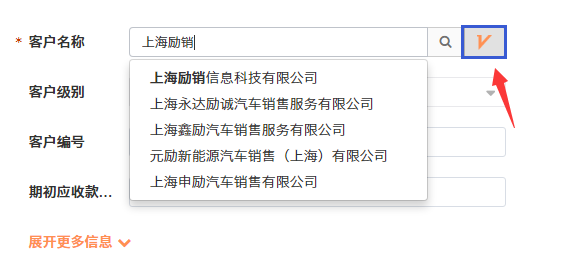 * 客户名称 上海励销 V
上海励销信息科技有限公司
客户级别
上海永达励诚汽车销售服务有限公司
上海鑫励汽车销售服务有限公司
客户编号
元励新能源汽车销售（上海）有限公司
上海申励汽车销售有限公司
期初应收款...
展开更多信息